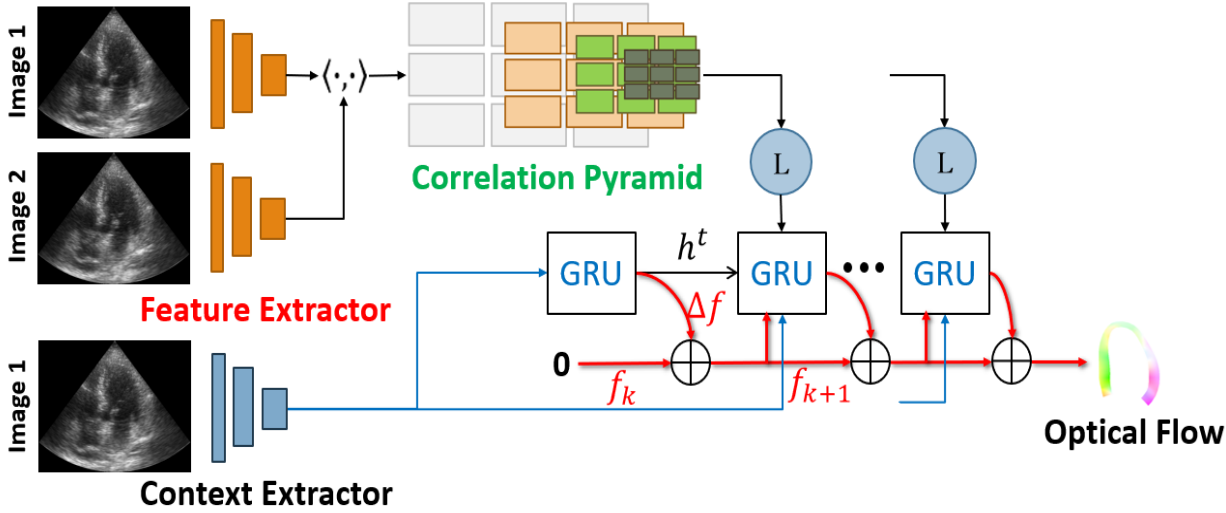 Image 1
⟨·,·⟩
Correlation Pyramid
L
L
Image 2
Feature Extractor
GRU
h^t
GRU
•••
GRU
Δf
0
f_k
f_{k+1}
Image 1
Context Extractor
Optical Flow